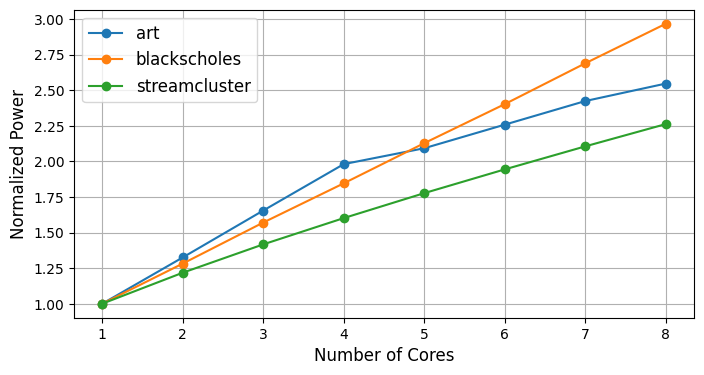 3.00
2.75
2.50
2.25
2.00
1.75
1.50
1.25
1.00
Normalized Power
art
blackscholes
streamcluster
1 2 3 4 5 6 7 8
Number of Cores